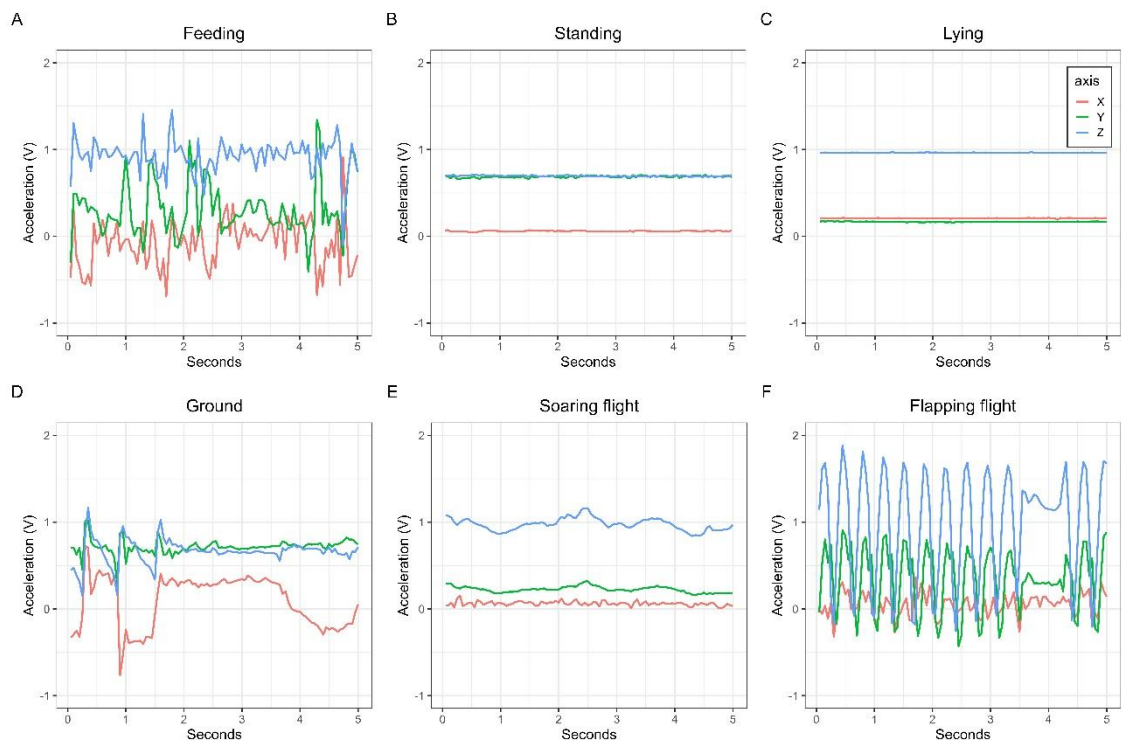 A
Feeding
2
1
0
-1
Acceleration (V)
0 1 2 3 4 5
Seconds
B
Standing
2
1
0
-1
Acceleration (V)
0 1 2 3 4 5
Seconds
C
Lying
2
1
0
-1
Acceleration (V)
0 1 2 3 4 5
Seconds
axis
X
Y
Z
D
Ground
2
1
0
-1
Acceleration (V)
0 1 2 3 4 5
Seconds
E
Soaring flight
2
1
0
-1
Acceleration (V)
0 1 2 3 4 5
Seconds
F
Flapping flight
2
1
0
-1
Acceleration (V)
0 1 2 3 4 5
Seconds